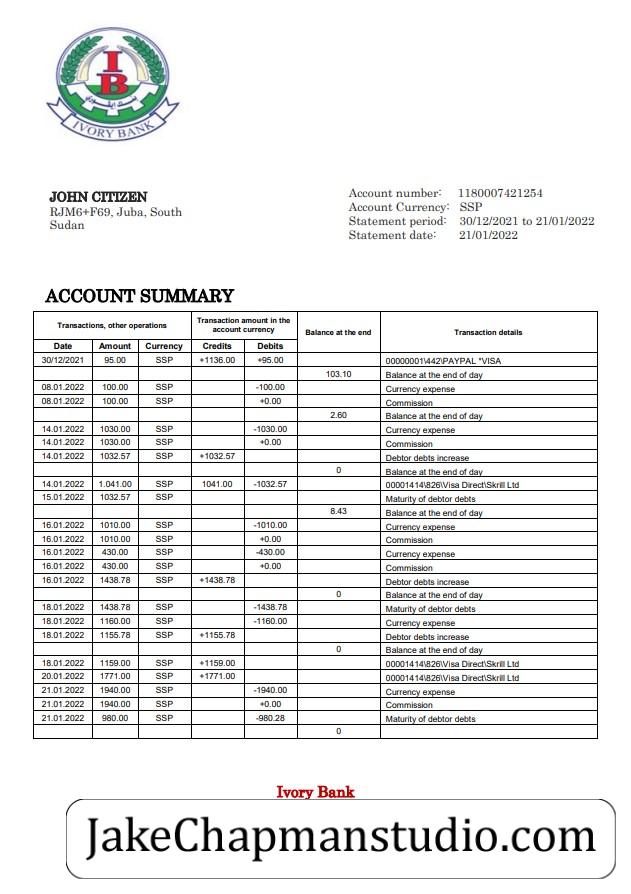 IB
IVORY BANK
JOHN CITIZEN
RJM6+F69, Juba, South
Sudan
Account number: 1180007421254
Account Currency: SSP
Statement period: 30/12/2021 to 21/01/2022
Statement date: 21/01/2022
ACCOUNT SUMMARY
Transactions, other operations Transaction amount in the account currency Balance at the end Transaction details
Date Amount Currency Credits Debits
30/12/2021 95.00 SSP +1136.00 +95.00 00000001\442\PAYPAL *VISA
103.10 Balance at the end of day
08.01.2022 100.00 SSP -100.00 Currency expense
08.01.2022 100.00 SSP +0.00 Commission
2.60 Balance at the end of day
14.01.2022 1030.00 SSP -1030.00 Currency expense
14.01.2022 1030.00 SSP +0.00 Commission
14.01.2022 1032.57 SSP +1032.57 Debtor debts increase
0 Balance at the end of day
14.01.2022 1.041.00 SSP 1041.00 -1032.57 00001414\826\Visa Direct\Skrill Ltd
15.01.2022 1032.57 SSP Maturity of debtor debts
8.43 Balance at the end of day
16.01.2022 1010.00 SSP -1010.00 Currency expense
16.01.2022 1010.00 SSP +0.00 Commission
16.01.2022 430.00 SSP -430.00 Currency expense
16.01.2022 430.00 SSP +0.00 Commission
16.01.2022 1438.78 SSP +1438.78 Debtor debts increase
0 Balance at the end of day
18.01.2022 1438.78 SSP -1438.78 Maturity of debtor debts
18.01.2022 1160.00 SSP -1160.00 Currency expense
18.01.2022 1155.78 SSP +1155.78 Debtor debts increase
0 Balance at the end of day
18.01.2022 1159.00 SSP +1159.00 00001414\826\Visa Direct\Skrill Ltd
20.01.2022 1771.00 SSP +1771.00 00001414\826\Visa Direct\Skrill Ltd
21.01.2022 1940.00 SSP -1940.00 Currency expense
21.01.2022 1940.00 SSP +0.00 Commission
21.01.2022 980.00 SSP -980.28 Maturity of debtor debts
0
Ivory Bank
JakeChapmanstudio.com